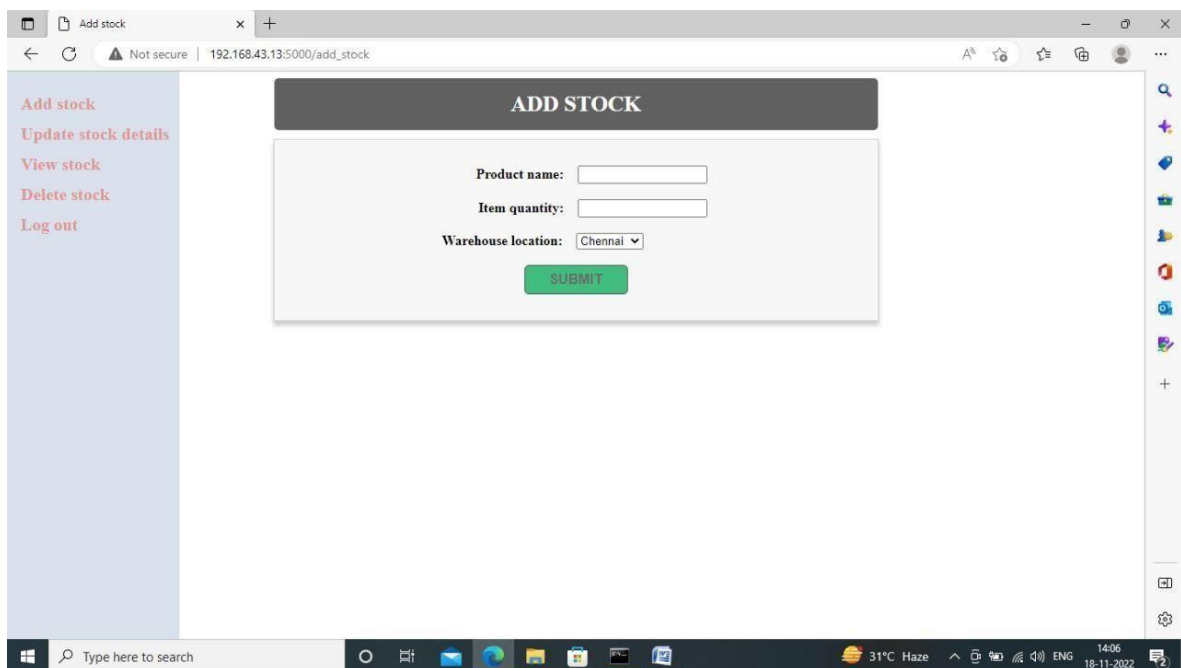 Add stock
Not secure | 192.168.43.13:5000/add_stock
Add stock
Update stock details
View stock
Delete stock
Log out
ADD STOCK
Product name:
Item quantity:
Warehouse location: Chennai
SUBMIT
Type here to search
31°C Haze
ENG
14:06
18-11-2022
2